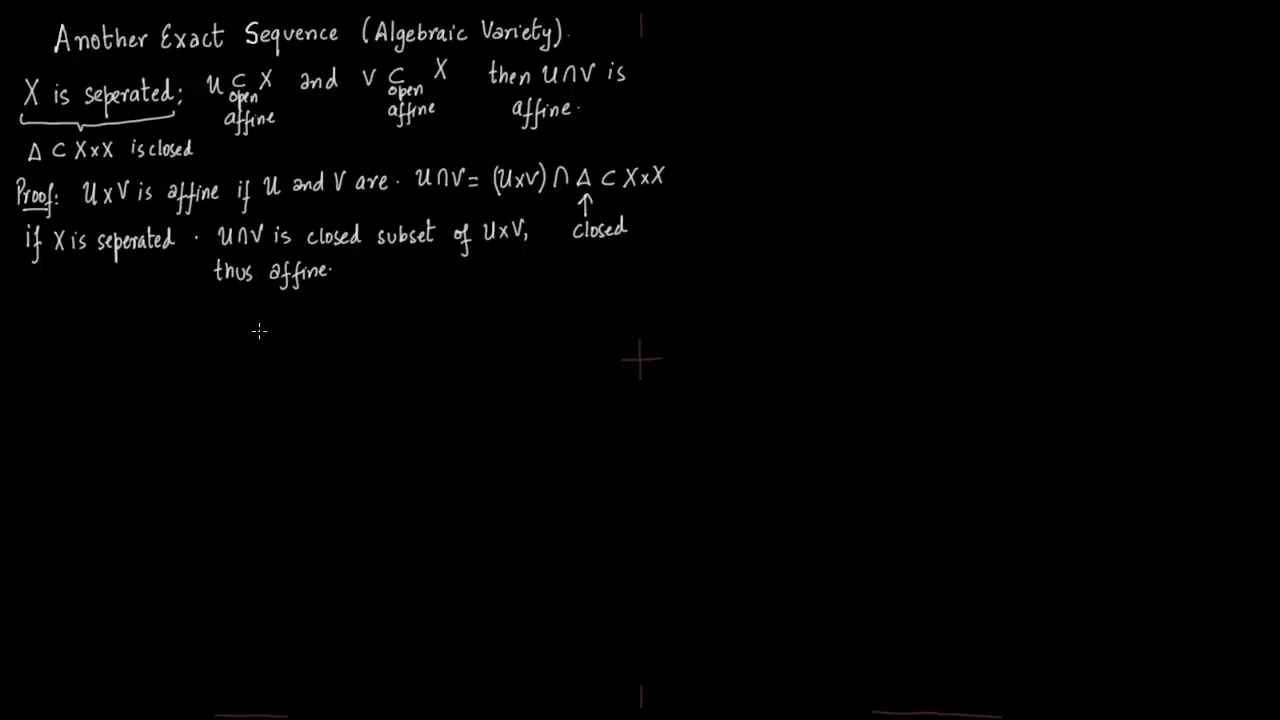 Another Exact Sequence (Algebraic Variety).
X is seperated; U ⊂ X and V ⊂ X then U∩V is
open open
affine affine affine.
Δ ⊂ X×X is closed
Proof: U×V is affine if U and V are. U∩V = (U×V) ∩ Δ ⊂ X×X
↑
if X is seperated. U∩V is closed subset of U×V, closed
thus affine.